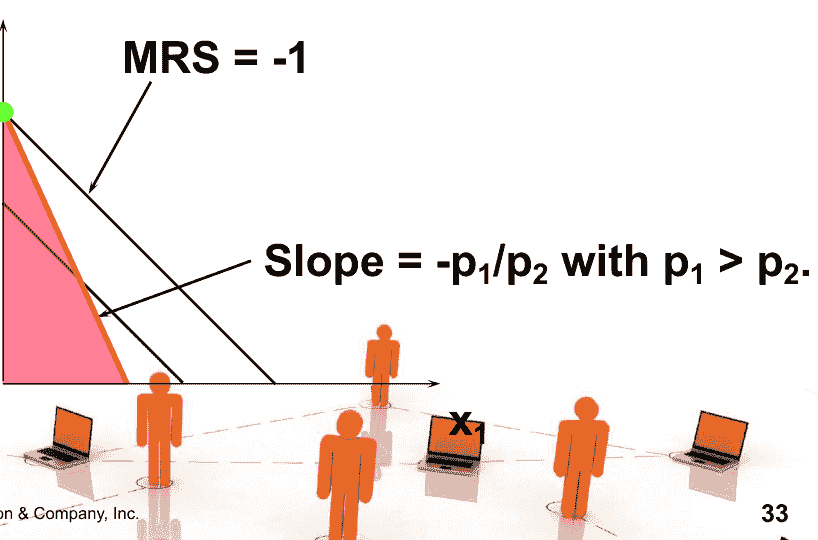 MRS = -1
Slope = -p₁/p₂ with p₁ > p₂.
x₁
on & Company, Inc.
33